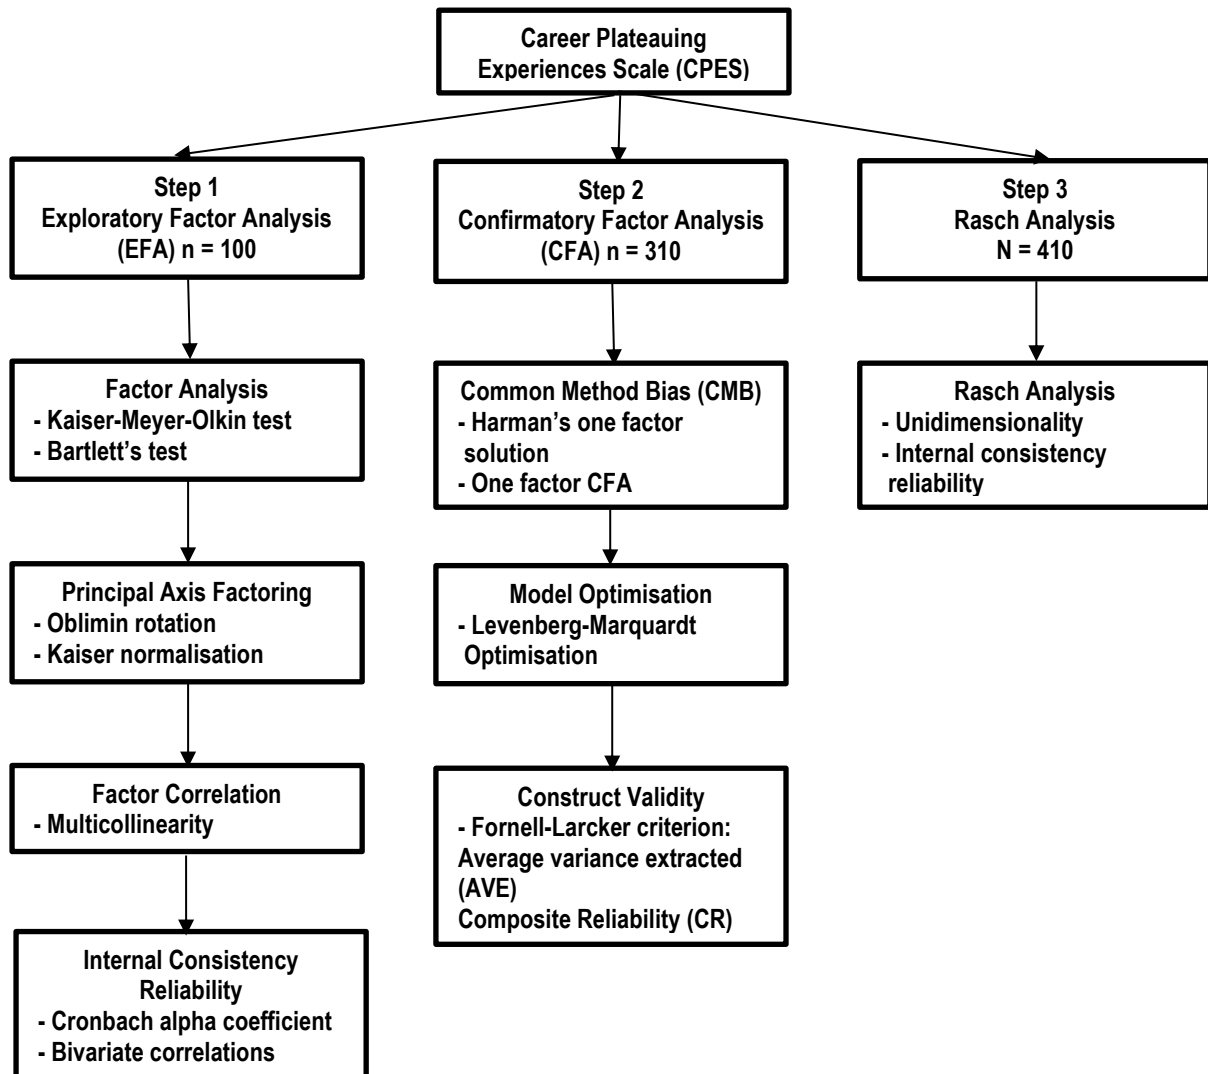 Career Plateauing
Experiences Scale (CPES)
Step 1
Exploratory Factor Analysis
(EFA) n = 100
Factor Analysis
- Kaiser-Meyer-Olkin test
- Bartlett's test
Principal Axis Factoring
- Oblimin rotation
- Kaiser normalisation
Factor Correlation
- Multicollinearity
Internal Consistency
Reliability
- Cronbach alpha coefficient
- Bivariate correlations
Step 2
Confirmatory Factor Analysis
(CFA) n = 310
Common Method Bias (CMB)
- Harman's one factor
solution
- One factor CFA
Model Optimisation
- Levenberg-Marquardt
Optimisation
Construct Validity
- Fornell-Larcker criterion:
Average variance extracted
(AVE)
Composite Reliability (CR)
Step 3
Rasch Analysis
N = 410
Rasch Analysis
- Unidimensionality
- Internal consistency
reliability